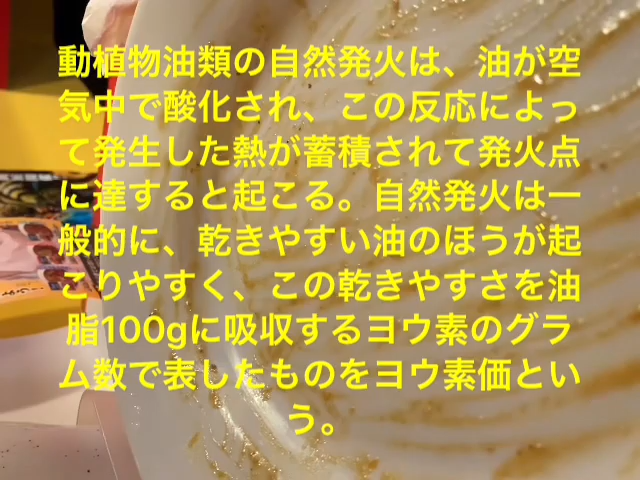 動植物油類の自然発火は、油が空
気中で酸化され、この反応によっ
て発生した熱が蓄積されて発火点
に達すると起こる。自然発火は一
般的に、乾きやすい油のほうが起
こりやすく、この乾きやすさを油
脂100gに吸収するヨウ素のグラ
ム数で表したものをヨウ素価とい
う。